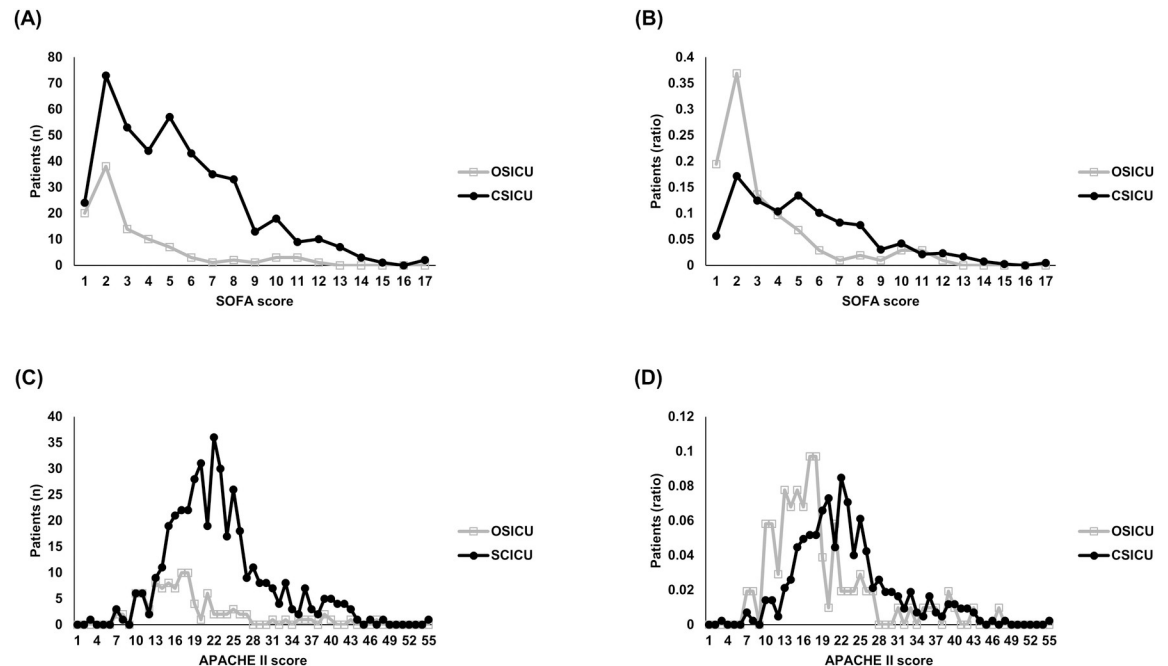 (A)
80
70
60
50
40
30
20
10
0
Patients (n)
1 2 3 4 5 6 7 8 9 10 11 12 13 14 15 16 17
SOFA score
OSICU
CSICU
(B)
0.4
0.35
0.3
0.25
0.2
0.15
0.1
0.05
0
Patients (ratio)
1 2 3 4 5 6 7 8 9 10 11 12 13 14 15 16 17
SOFA score
OSICU
CSICU
(C)
40
35
30
25
20
15
10
5
0
Patients (n)
1 4 7 10 13 16 19 22 25 28 31 34 37 40 43 46 49 52 55
APACHE II score
OSICU
SCICU
(D)
0.12
0.1
0.08
0.06
0.04
0.02
0
Patients (ratio)
1 4 7 10 13 16 19 22 25 28 31 34 37 40 43 46 49 52 55
APACHE II score
OSICU
CSICU